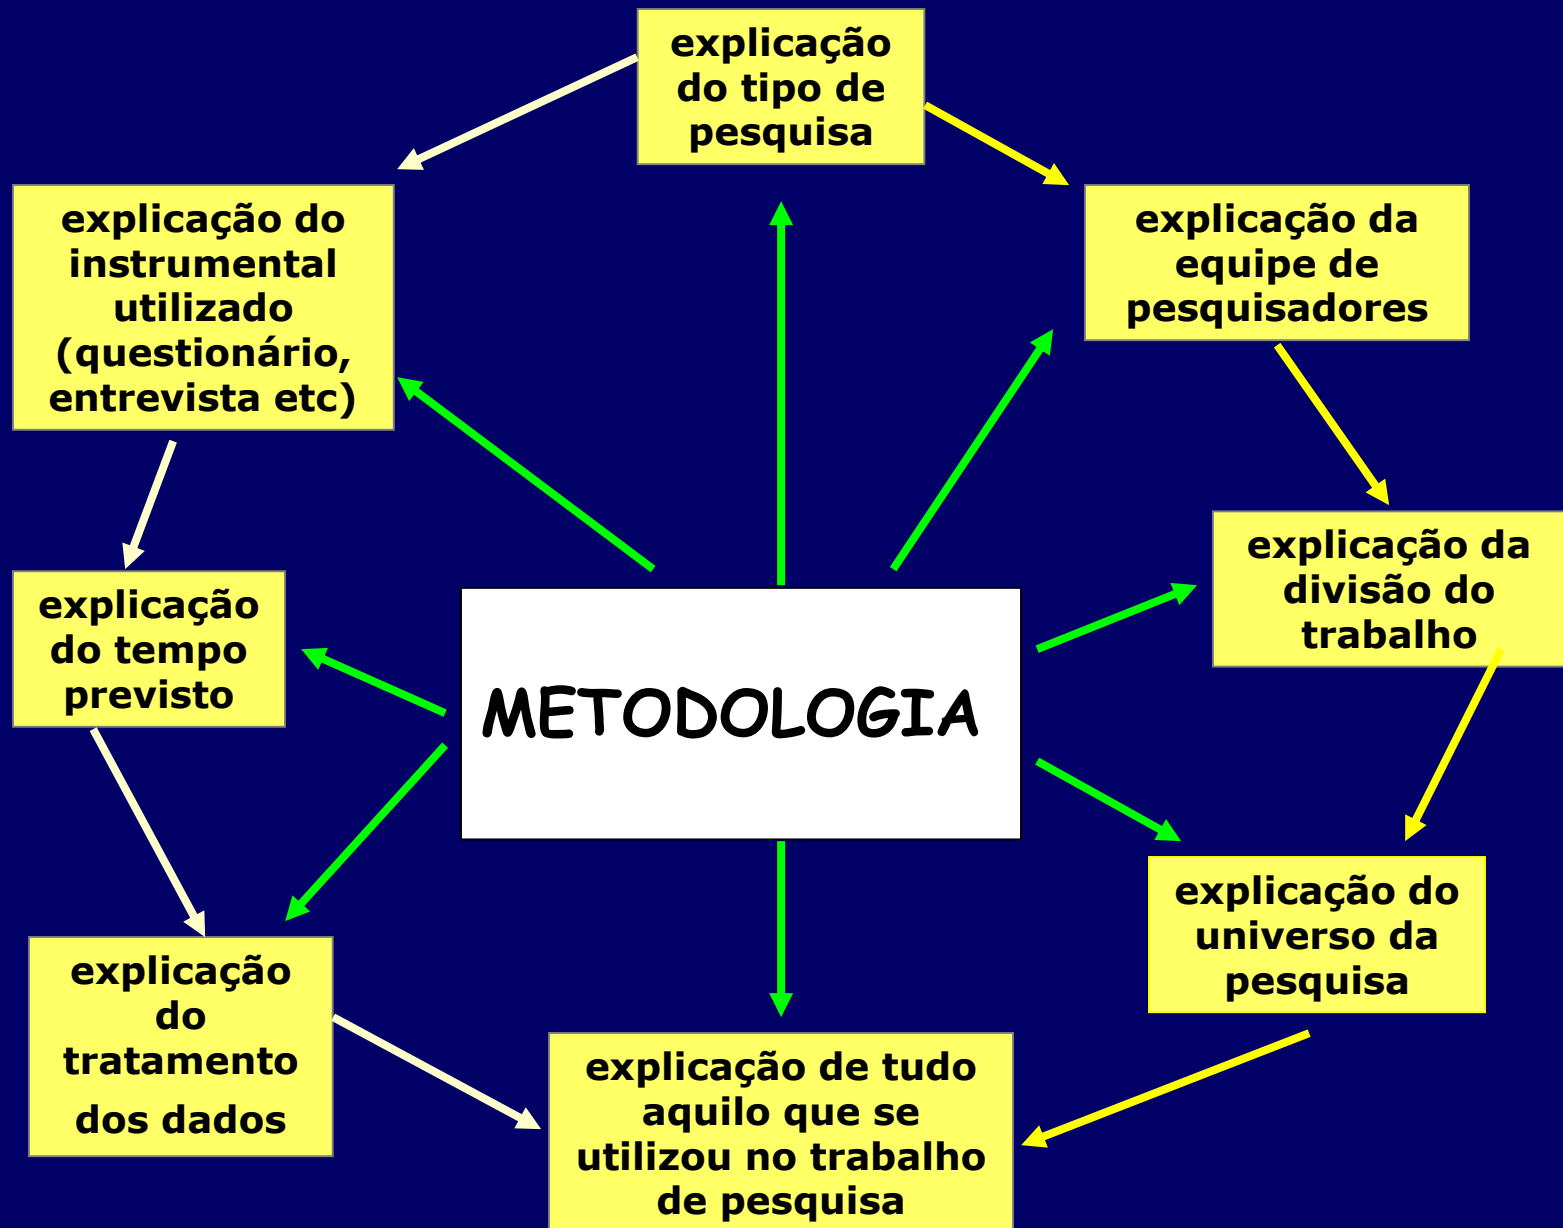 explicação
do tipo de
pesquisa
explicação do
instrumental
utilizado
(questionário,
entrevista etc)
explicação da
equipe de
pesquisadores
explicação da
divisão do
trabalho
explicação
do tempo
previsto
METODOLOGIA
explicação do
universo da
pesquisa
explicação
do
tratamento
dos dados
explicação de tudo
aquilo que se
utilizou no trabalho
de pesquisa